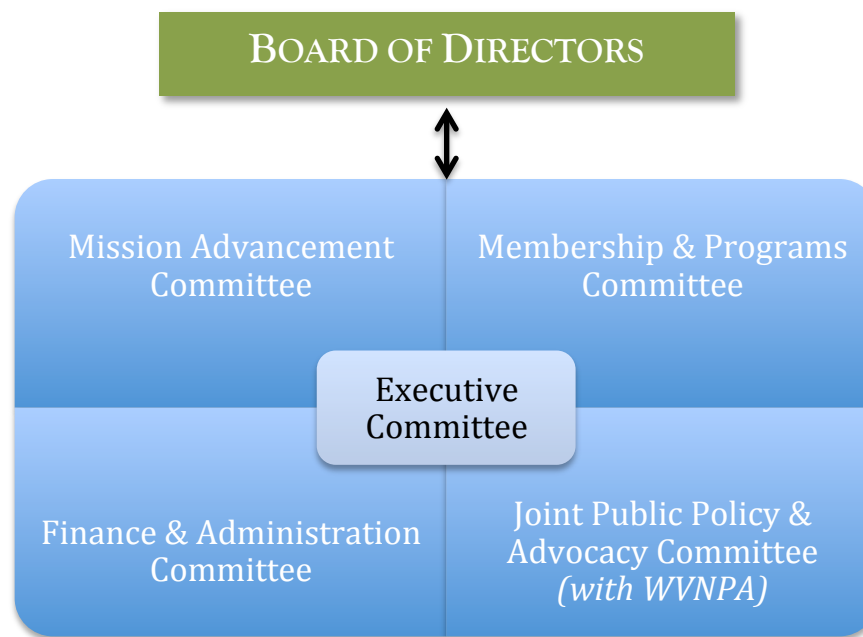 BOARD OF DIRECTORS
Mission Advancement
Committee
Membership & Programs
Committee
Executive
Committee
Finance & Administration
Committee
Joint Public Policy &
Advocacy Committee
(with WVNPA)